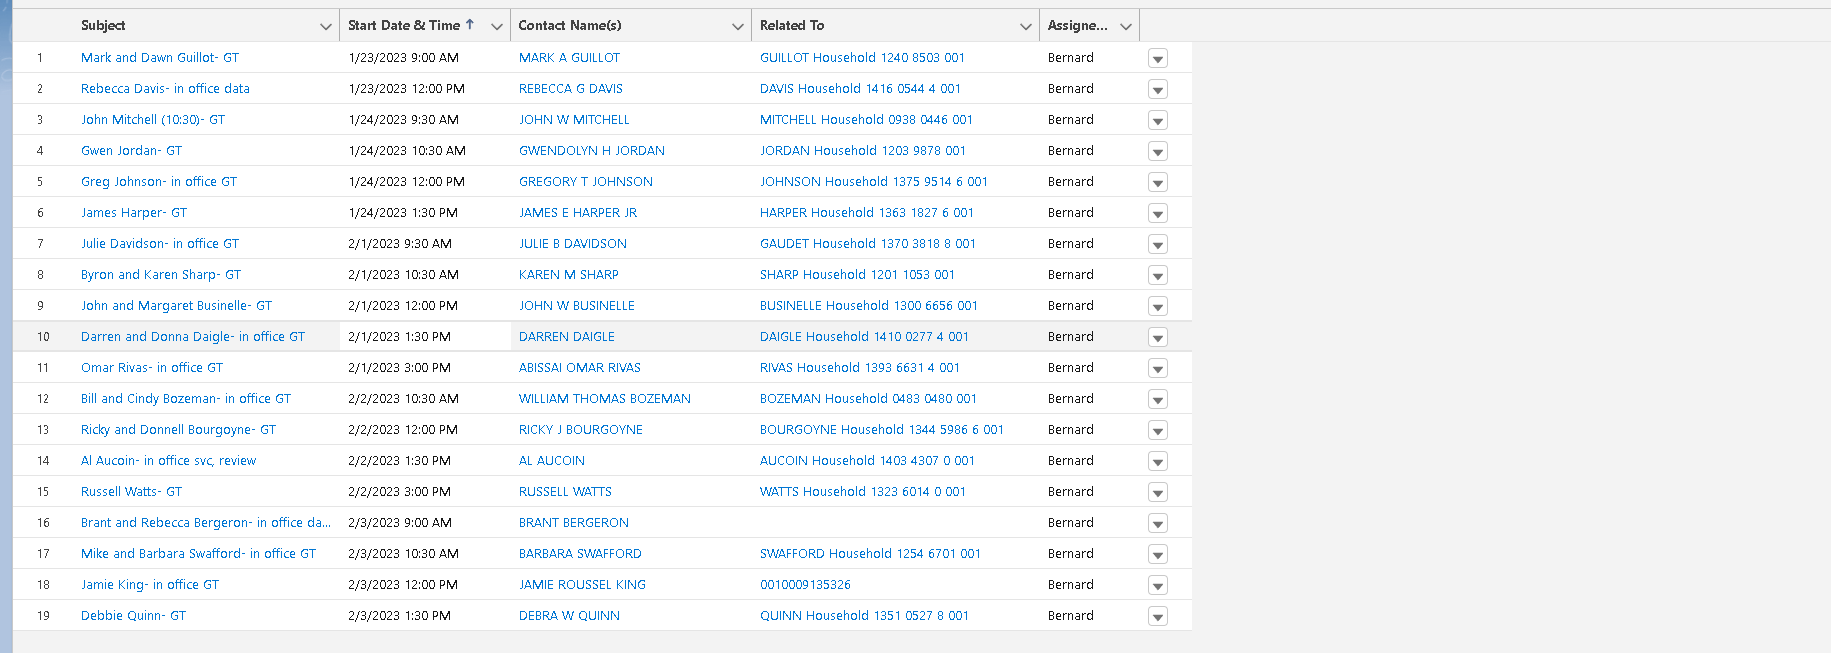 Subject Start Date & Time ↑ Contact Name(s) Related To Assigne...
1 Mark and Dawn Guillot- GT 1/23/2023 9:00 AM MARK A GUILLOT GUILLOT Household 1240 8503 001 Bernard
2 Rebecca Davis- in office data 1/23/2023 12:00 PM REBECCA G DAVIS DAVIS Household 1416 0544 4 001 Bernard
3 John Mitchell (10:30)- GT 1/24/2023 9:30 AM JOHN W MITCHELL MITCHELL Household 0938 0446 001 Bernard
4 Gwen Jordan- GT 1/24/2023 10:30 AM GWENDOLYN H JORDAN JORDAN Household 1203 9878 001 Bernard
5 Greg Johnson- in office GT 1/24/2023 12:00 PM GREGORY T JOHNSON JOHNSON Household 1375 9514 6 001 Bernard
6 James Harper- GT 1/24/2023 1:30 PM JAMES E HARPER JR HARPER Household 1363 1827 6 001 Bernard
7 Julie Davidson- in office GT 2/1/2023 9:30 AM JULIE B DAVIDSON GAUDET Household 1370 3818 8 001 Bernard
8 Byron and Karen Sharp- GT 2/1/2023 10:30 AM KAREN M SHARP SHARP Household 1201 1053 001 Bernard
9 John and Margaret Businelle- GT 2/1/2023 12:00 PM JOHN W BUSINELLE BUSINELLE Household 1300 6656 001 Bernard
10 Darren and Donna Daigle- in office GT 2/1/2023 1:30 PM DARREN DAIGLE DAIGLE Household 1410 0277 4 001 Bernard
11 Omar Rivas- in office GT 2/1/2023 3:00 PM ABISSAI OMAR RIVAS RIVAS Household 1393 6631 4 001 Bernard
12 Bill and Cindy Bozeman- in office GT 2/2/2023 10:30 AM WILLIAM THOMAS BOZEMAN BOZEMAN Household 0483 0480 001 Bernard
13 Ricky and Donnell Bourgoyne- GT 2/2/2023 12:00 PM RICKY J BOURGOYNE BOURGOYNE Household 1344 5986 6 001 Bernard
14 Al Aucoin- in office svc, review 2/2/2023 1:30 PM AL AUCOIN AUCOIN Household 1403 4307 0 001 Bernard
15 Russell Watts- GT 2/2/2023 3:00 PM RUSSELL WATTS WATTS Household 1323 6014 0 001 Bernard
16 Brant and Rebecca Bergeron- in office da... 2/3/2023 9:00 AM BRANT BERGERON Bernard
17 Mike and Barbara Swafford- in office GT 2/3/2023 10:30 AM BARBARA SWAFFORD SWAFFORD Household 1254 6701 001 Bernard
18 Jamie King- in office GT 2/3/2023 12:00 PM JAMIE ROUSSEL KING 0010009135326 Bernard
19 Debbie Quinn- GT 2/3/2023 1:30 PM DEBRA W QUINN QUINN Household 1351 0527 8 001 Bernard